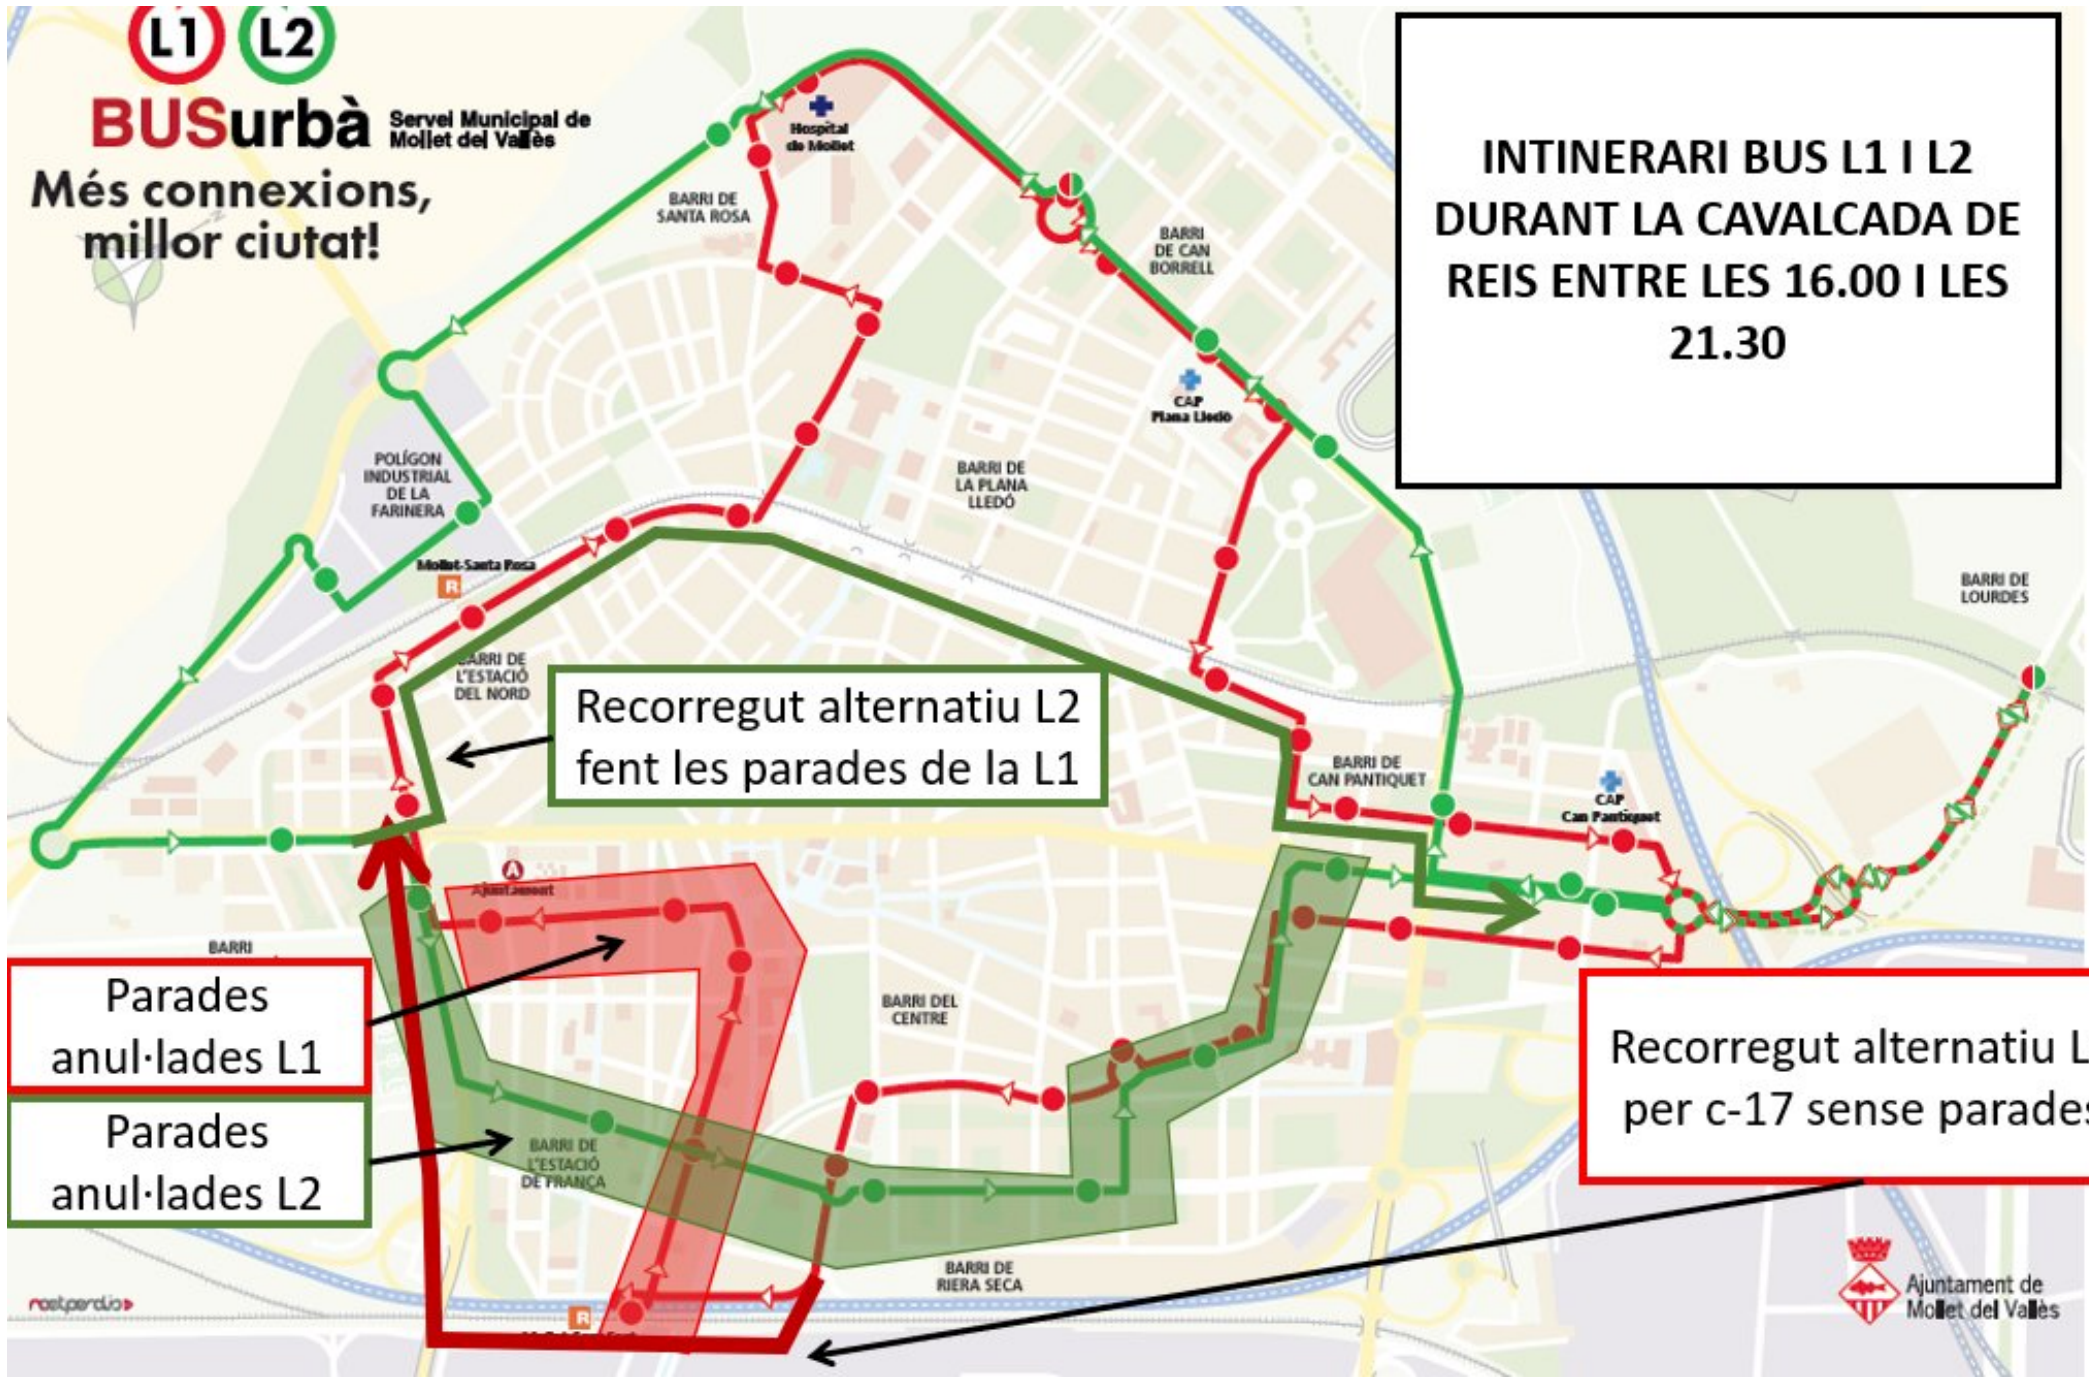 L1 L2
BUSurbà
Servei Municipal de
Mollet del Vallès
Més connexions,
millor ciutat!
INTINERARI BUS L1 I L2
DURANT LA CAVALCADA DE
REIS ENTRE LES 16.00 I LES
21.30
Hospital
de Mollet
BARRI DE
SANTA ROSA
BARRI
DE CAN
BORRELL
CAP
Plana Lledó
POLÍGON
INDUSTRIAL
DE LA
FARINERA
BARRI DE
LA PLANA
LLEDÓ
Mollet-Santa Rosa
R
BARRI DE
LOURDES
BARRI DE
L'ESTACIÓ
DEL NORD
Recorregut alternatiu L2
fent les parades de la L1
BARRI DE
CAN PANTIQUET
CAP
Can Pantiquet
Ajuntament
BARRI
Parades
anul·lades L1
BARRI DEL
CENTRE
Recorregut alternatiu L
per c-17 sense parades
Parades
anul·lades L2
BARRI DE
L'ESTACIÓ
DE FRANÇA
BARRI DE
RIERA SECA
R
Ajuntament de
Mollet del Vallès